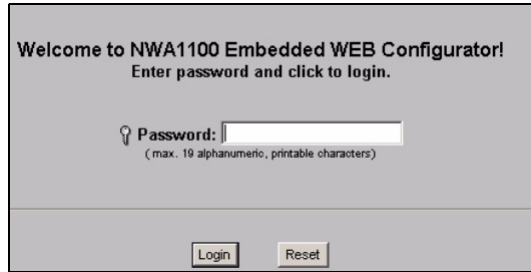 Welcome to NWA1100 Embedded WEB Configurator!
Enter password and click to login.
Password:
( max. 19 alphanumeric, printable characters)
Login Reset